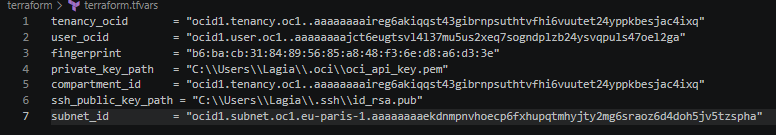 terraform > terraform.tfvars
1 tenancy_ocid = "ocid1.tenancy.oc1..aaaaaaaaireg6akiqqst43gibrnpsuthtvfhi6vuutet24yppkbesjac4ixq"
2 user_ocid = "ocid1.user.oc1..aaaaaaaajct6eugtsvl4l37mu5us2xeq7sogndplzb24ysvqpuls47oel2ga"
3 fingerprint = "b6:ba:cb:31:84:89:56:85:a8:48:f3:6e:d8:a6:d3:3e"
4 private_key_path = "C:\\Users\\Lagia\\.oci\\oci_api_key.pem"
5 compartment_id = "ocid1.tenancy.oc1..aaaaaaaaireg6akiqqst43gibrnpsuthtvfhi6vuutet24yppkbesjac4ixq"
6 ssh_public_key_path = "C:\\Users\\Lagia\\.ssh\\id_rsa.pub"
7 subnet_id = "ocid1.subnet.oc1.eu-paris-1.aaaaaaaaekdnmpnvhoecp6fxhupqtmhyjty2mg6sraoz6d4doh5jv5tzspha"